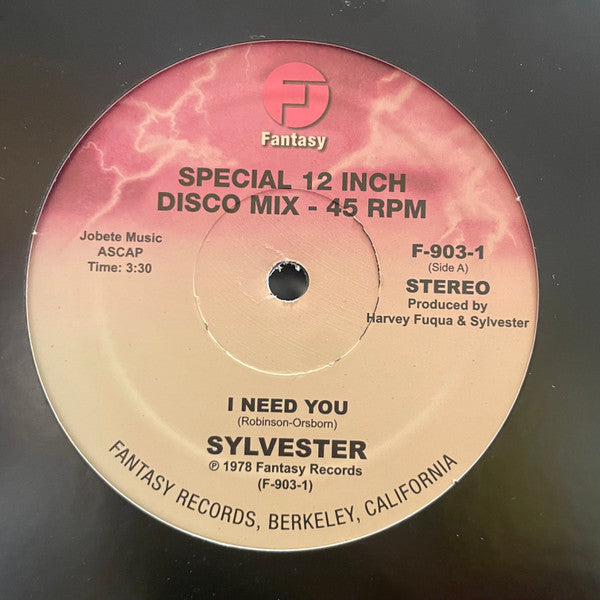 Fantasy
SPECIAL 12 INCH
DISCO MIX - 45 RPM
Jobete Music
ASCAP
Time: 3:30
F-903-1
(Side A)
STEREO
Produced by
Harvey Fuqua & Sylvester
I NEED YOU
(Robinson-Orsborn)
SYLVESTER
℗ 1978 Fantasy Records
(F-903-1)
FANTASY RECORDS, BERKELEY, CALIFORNIA